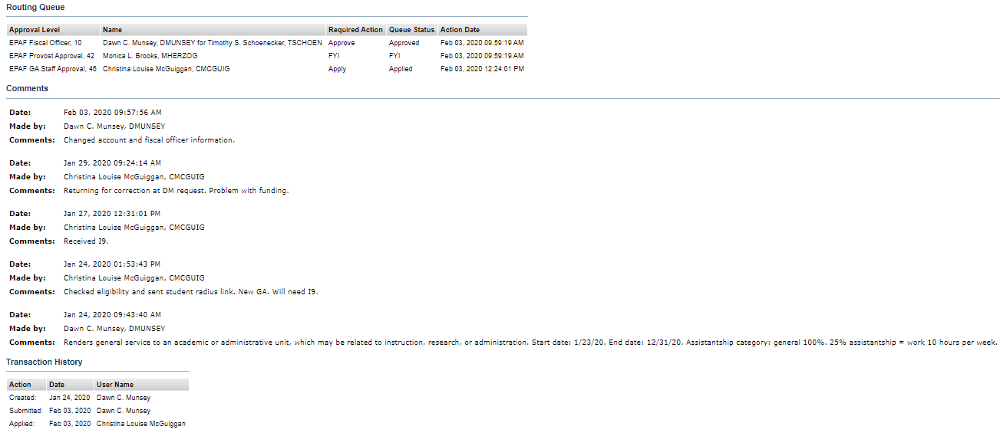 Routing Queue
Approval Level Name Required Action Queue Status Action Date
EPAF Fiscal Officer, 10 Dawn C. Munsey, DMUNSEY for Timothy S. Schoenecker, TSCHOEN Approve Approved Feb 03, 2020 09:59:19 AM
EPAF Provost Approval, 42 Monica L. Brooks, MHERZOG FYI FYI Feb 03, 2020 09:59:19 AM
EPAF GA Staff Approval, 46 Christina Louise McGuiggan, CMCGUIG Apply Applied Feb 03, 2020 12:24:01 PM
Comments
Date: Feb 03, 2020 09:57:56 AM
Made by: Dawn C. Munsey, DMUNSEY
Comments: Changed account and fiscal officer information.
Date: Jan 29, 2020 09:24:14 AM
Made by: Christina Louise McGuiggan, CMCGUIG
Comments: Returning for correction at DM request. Problem with funding.
Date: Jan 27, 2020 12:31:01 PM
Made by: Christina Louise McGuiggan, CMCGUIG
Comments: Received I9.
Date: Jan 24, 2020 01:53:43 PM
Made by: Christina Louise McGuiggan, CMCGUIG
Comments: Checked eligibility and sent student radius link. New GA. Will need I9.
Date: Jan 24, 2020 09:43:40 AM
Made by: Dawn C. Munsey, DMUNSEY
Comments: Renders general service to an academic or administrative unit, which may be related to instruction, research, or administration. Start date: 1/23/20. End date: 12/31/20. Assistantship category: general 100%. 25% assistantship = work 10 hours per week.
Transaction History
Action Date User Name
Created: Jan 24, 2020 Dawn C. Munsey
Submitted: Feb 03, 2020 Dawn C. Munsey
Applied: Feb 03, 2020 Christina Louise McGuiggan